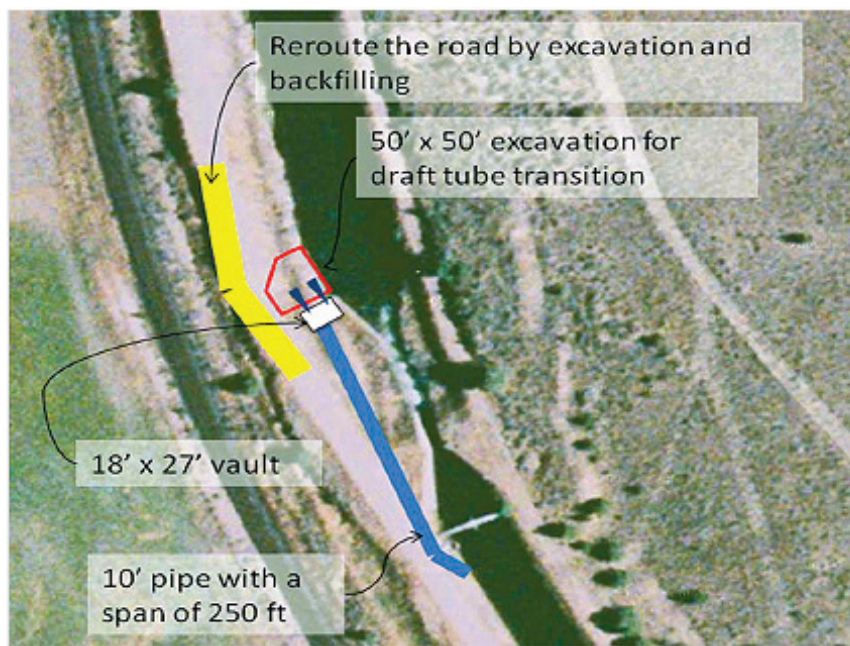 Reroute the road by excavation and
backfilling
50' x 50' excavation for
draft tube transition
18' x 27' vault
10' pipe with a
span of 250 ft